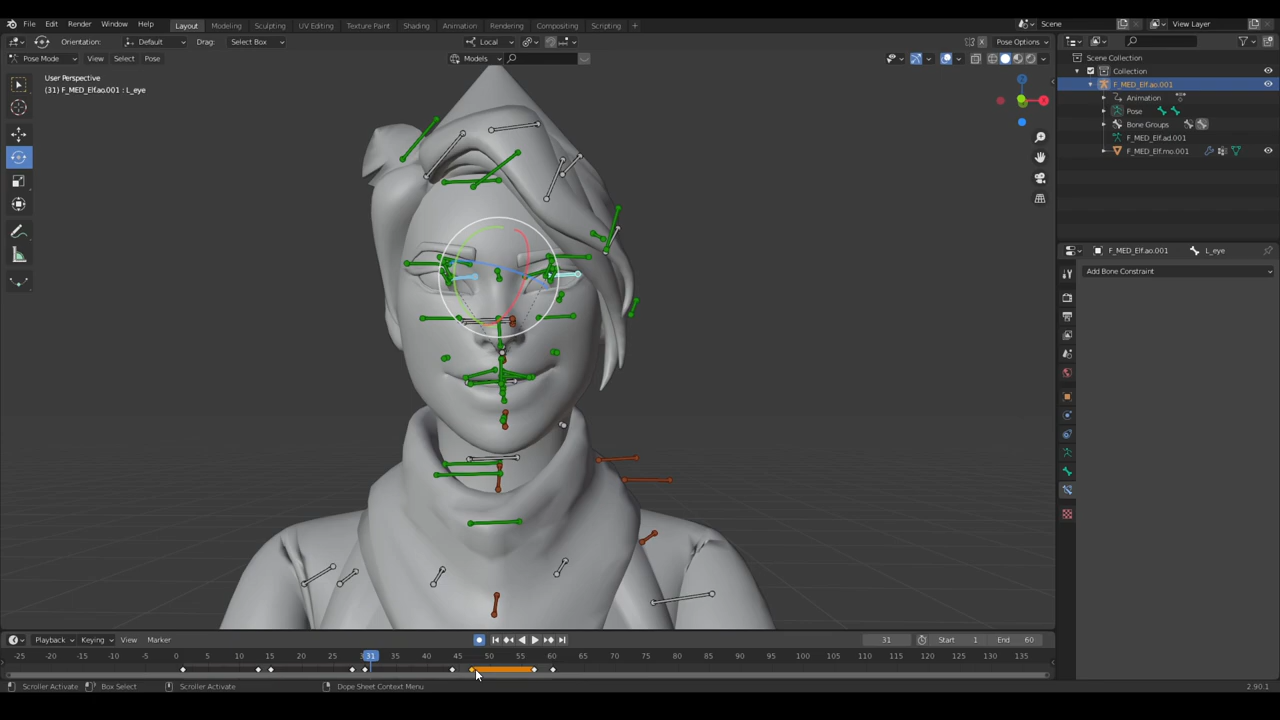 File Edit Render Window Help Layout Modeling Sculpting UV Editing Texture Paint Shading Animation Rendering Compositing Scripting + Scene View Layer
Orientation: Default Drag: Select Box Local Pose Options
Pose Mode View Select Pose Models
User Perspective
(31) F_MED_Elf.ao.001 : L_eye
Scene Collection
Collection
F_MED_Elf.ao.001
Animation
Pose
Bone Groups
F_MED_Elf.ad.001
F_MED_Elf.mo.001
F_MED_Elf.ao.001 L_eye
Add Bone Constraint
X
Z
Playback Keying View Marker 31 Start 1 End 60
-25 -20 -15 -10 -5 0 5 10 15 20 25 31 35 40 45 50 55 60 65 70 75 80 85 90 95 100 105 110 115 120 125 130 135
Scroller Activate Box Select Scroller Activate Dope Sheet Context Menu 2.90.1